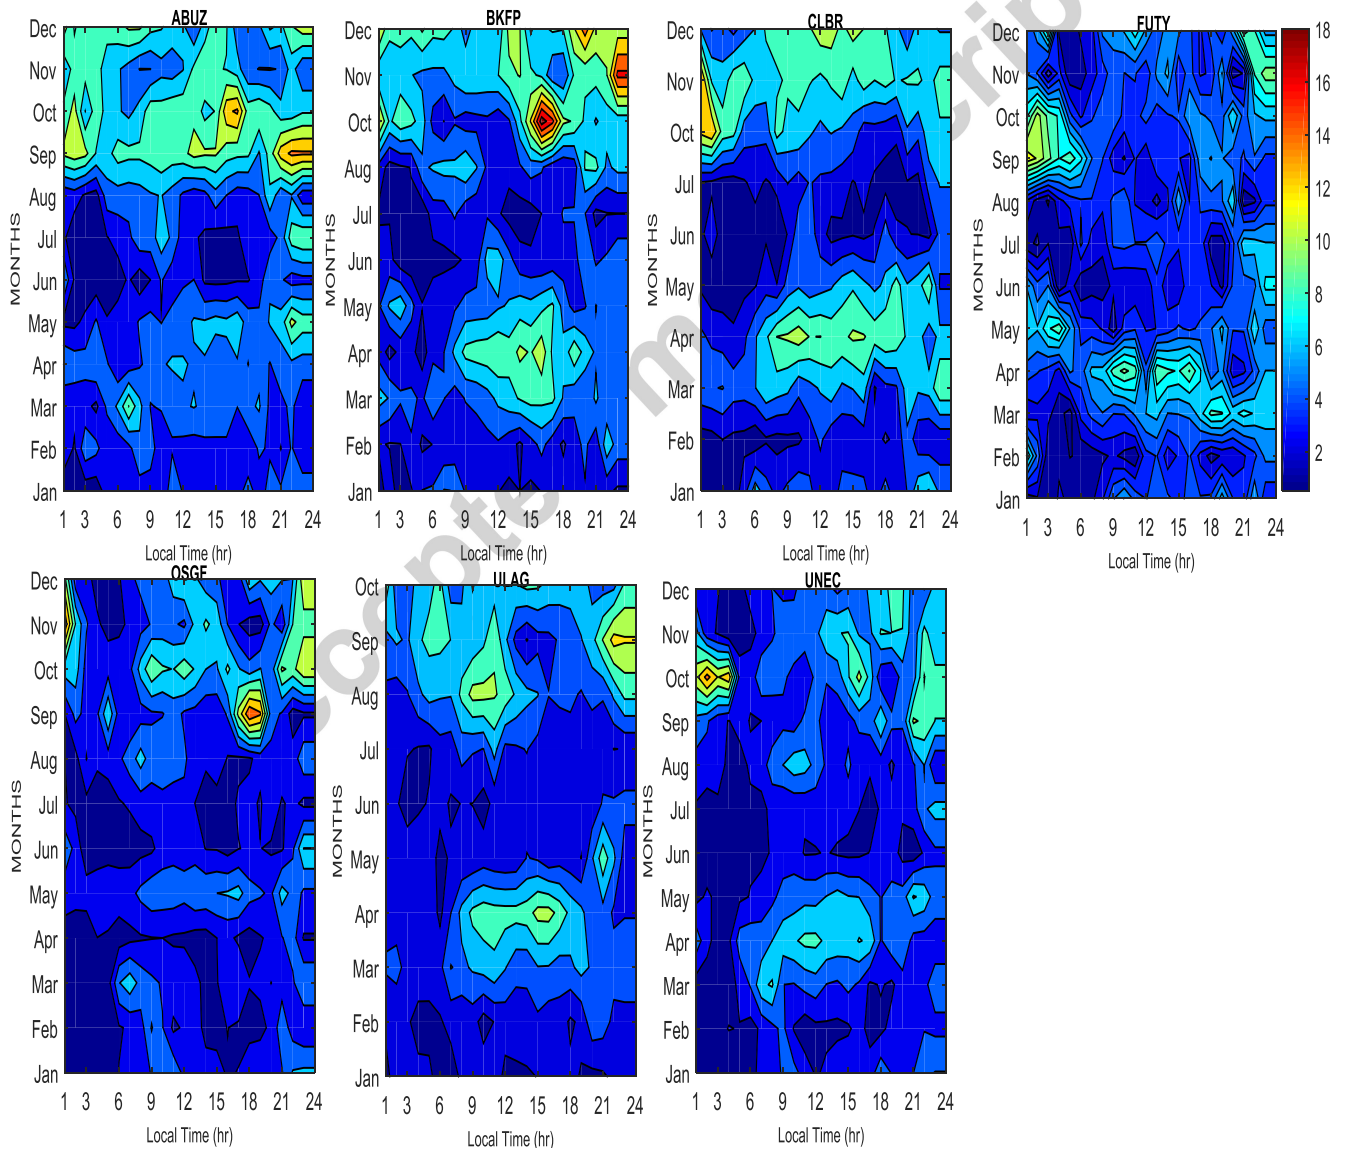 ABUZ
MONTHS
Dec
Nov
Oct
Sep
Aug
Jul
Jun
May
Apr
Mar
Feb
Jan
1 3 6 9 12 15 18 21 24
Local Time (hr)
BKFP
MONTHS
Dec
Nov
Oct
Aug
Jul
Jun
May
Apr
Mar
Feb
Jan
1 3 6 9 12 15 18 21 24
Local Time (hr)
CLBR
MONTHS
Dec
Nov
Oct
Jul
Jun
May
Apr
Mar
Feb
Jan
1 3 6 9 12 15 18 21 24
Local Time (hr)
FUTY
MONTHS
Dec
Nov
Oct
Sep
Aug
Jul
Jun
May
Apr
Mar
Feb
Jan
1 3 6 9 12 15 18 21 24
Local Time (hr)
18
16
14
12
10
8
6
4
2
OSGF
MONTHS
Dec
Nov
Oct
Sep
Aug
Jul
Jun
May
Apr
Mar
Feb
Jan
1 3 6 9 12 15 18 21 24
Local Time (hr)
ULAG
MONTHS
Oct
Sep
Aug
Jul
Jun
May
Apr
Mar
Feb
Jan
1 3 6 9 12 15 18 21 24
Local Time (hr)
UNEC
MONTHS
Dec
Nov
Oct
Sep
Aug
Jul
Jun
May
Apr
Mar
Feb
Jan
1 3 6 9 12 15 18 21 24
Local Time (hr)